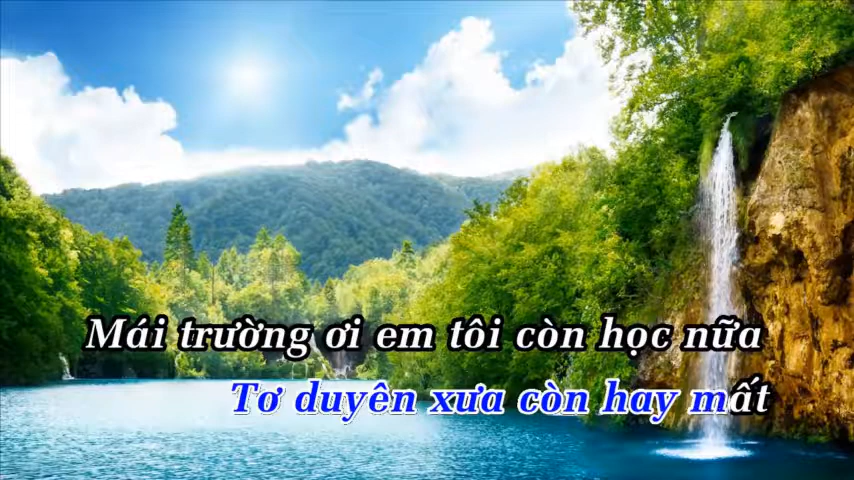 Mái trường ơi em tôi còn học nữa
Tơ duyên xưa còn hay mất